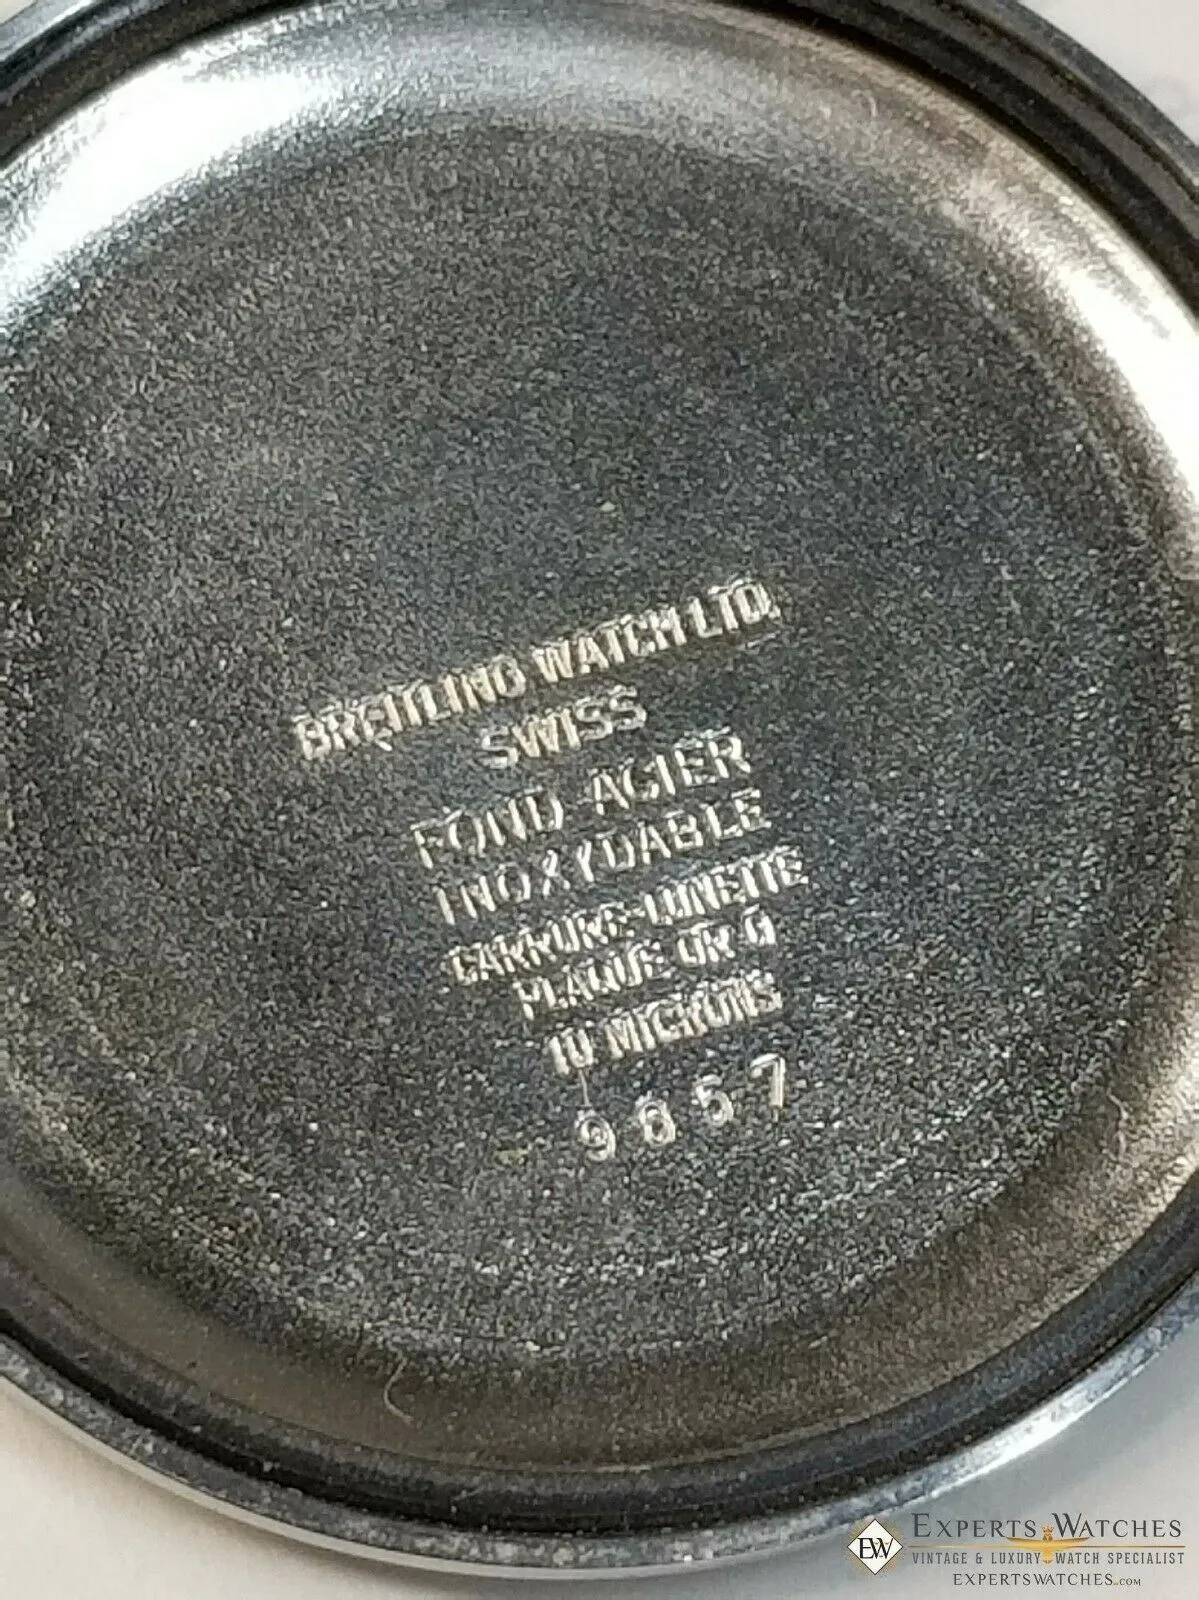 BREITLING WATCH LTD.
SWISS
FOND ACIER
INOXYDABLE
CARRURE-LUNETTE
PLAQUE OR G
10 MICRONS
9857
EW
EXPERTS WATCHES
VINTAGE & LUXURY WATCH SPECIALIST
EXPERTSWATCHES.COM